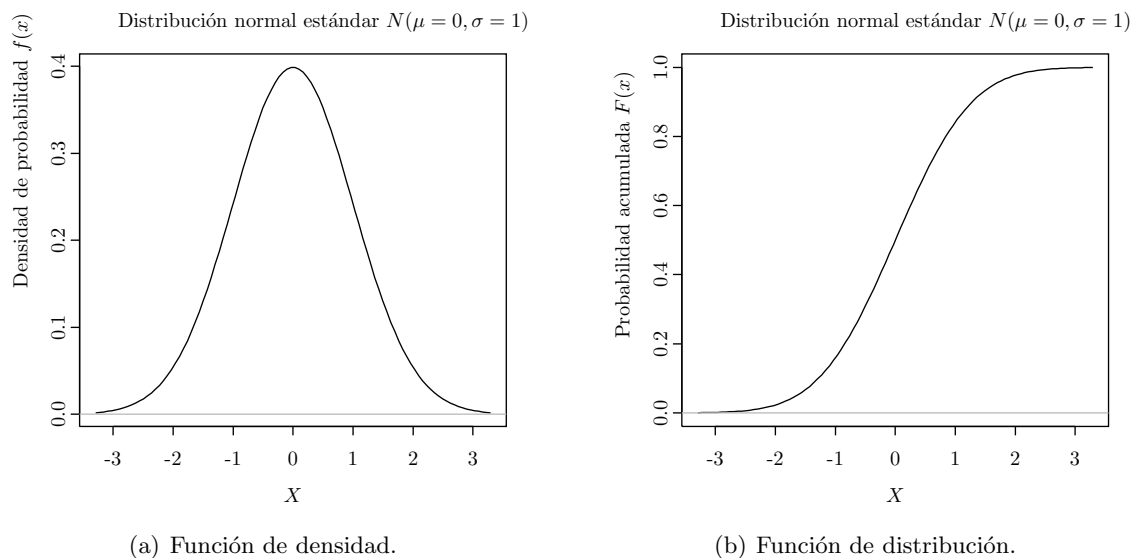 Distribución normal estándar N(μ = 0, σ = 1)
Densidad de probabilidad f(x)
0.4
0.3
0.2
0.1
0.0
-3 -2 -1 0 1 2 3
X
(a) Función de densidad.
Distribución normal estándar N(μ = 0, σ = 1)
Probabilidad acumulada F(x)
1.0
0.8
0.6
0.4
0.2
0.0
-3 -2 -1 0 1 2 3
X
(b) Función de distribución.